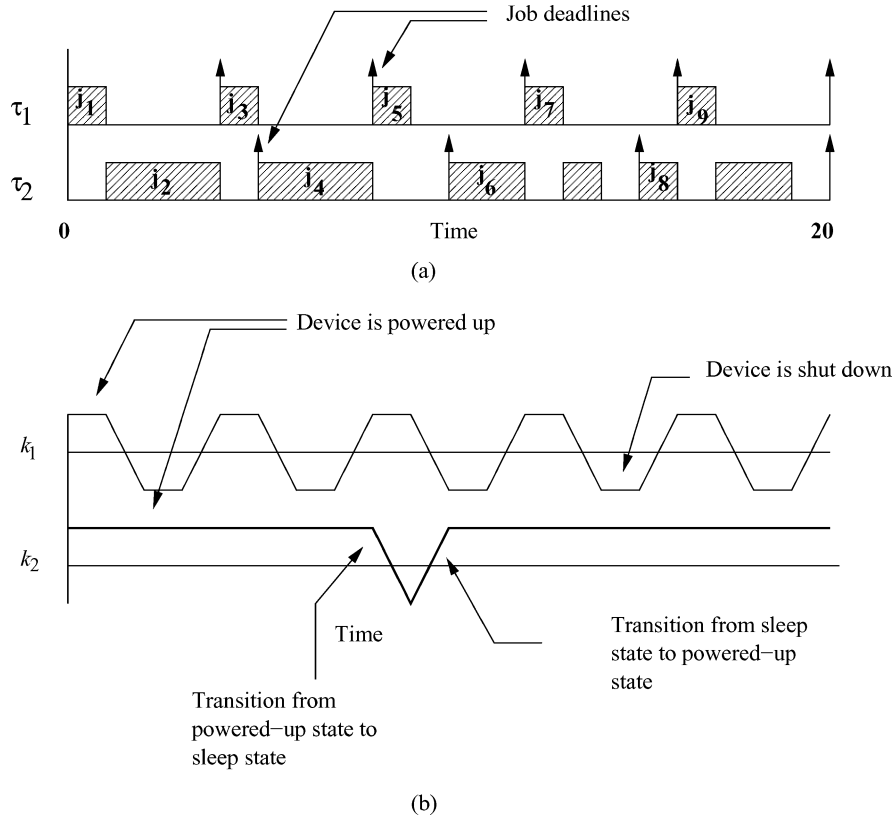 Job deadlines
τ1 j1 j3 j5 j7 j9
τ2 j2 j4 j6 j8
0 Time 20
(a)
Device is powered up
Device is shut down
k1
k2
Time
Transition from sleep
state to powered−up
state
Transition from
powered−up state to
sleep state
(b)